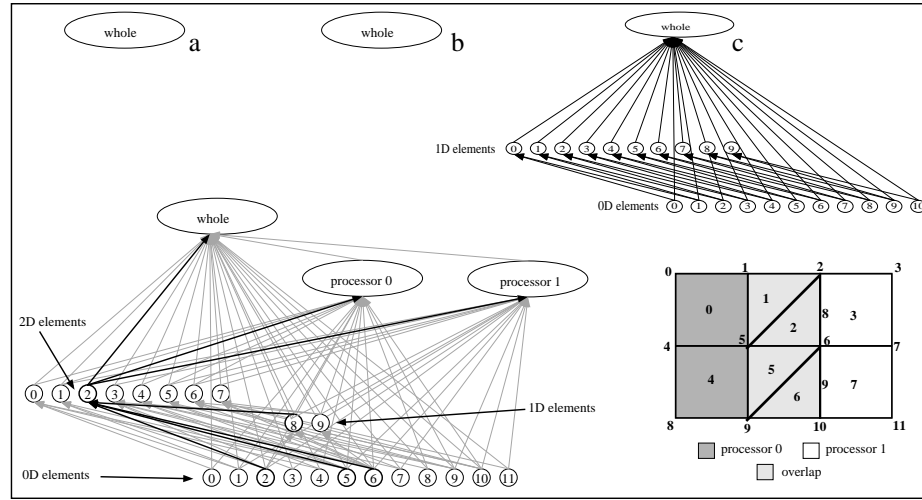 whole
a
whole
b
whole
c
1D elements
0 1 2 3 4 5 6 7 8 9
0D elements
0 1 2 3 4 5 6 7 8 9 10
whole
processor 0
processor 1
2D elements
0 1 2 3 4 5 6 7
8 9
1D elements
0D elements
0 1 2 3 4 5 6 7 8 9 10 11
0 1 2 3
0 1 8 3
5 2 6
4 7
4 5 9 7
6
8 9 10 11
processor 0
processor 1
overlap